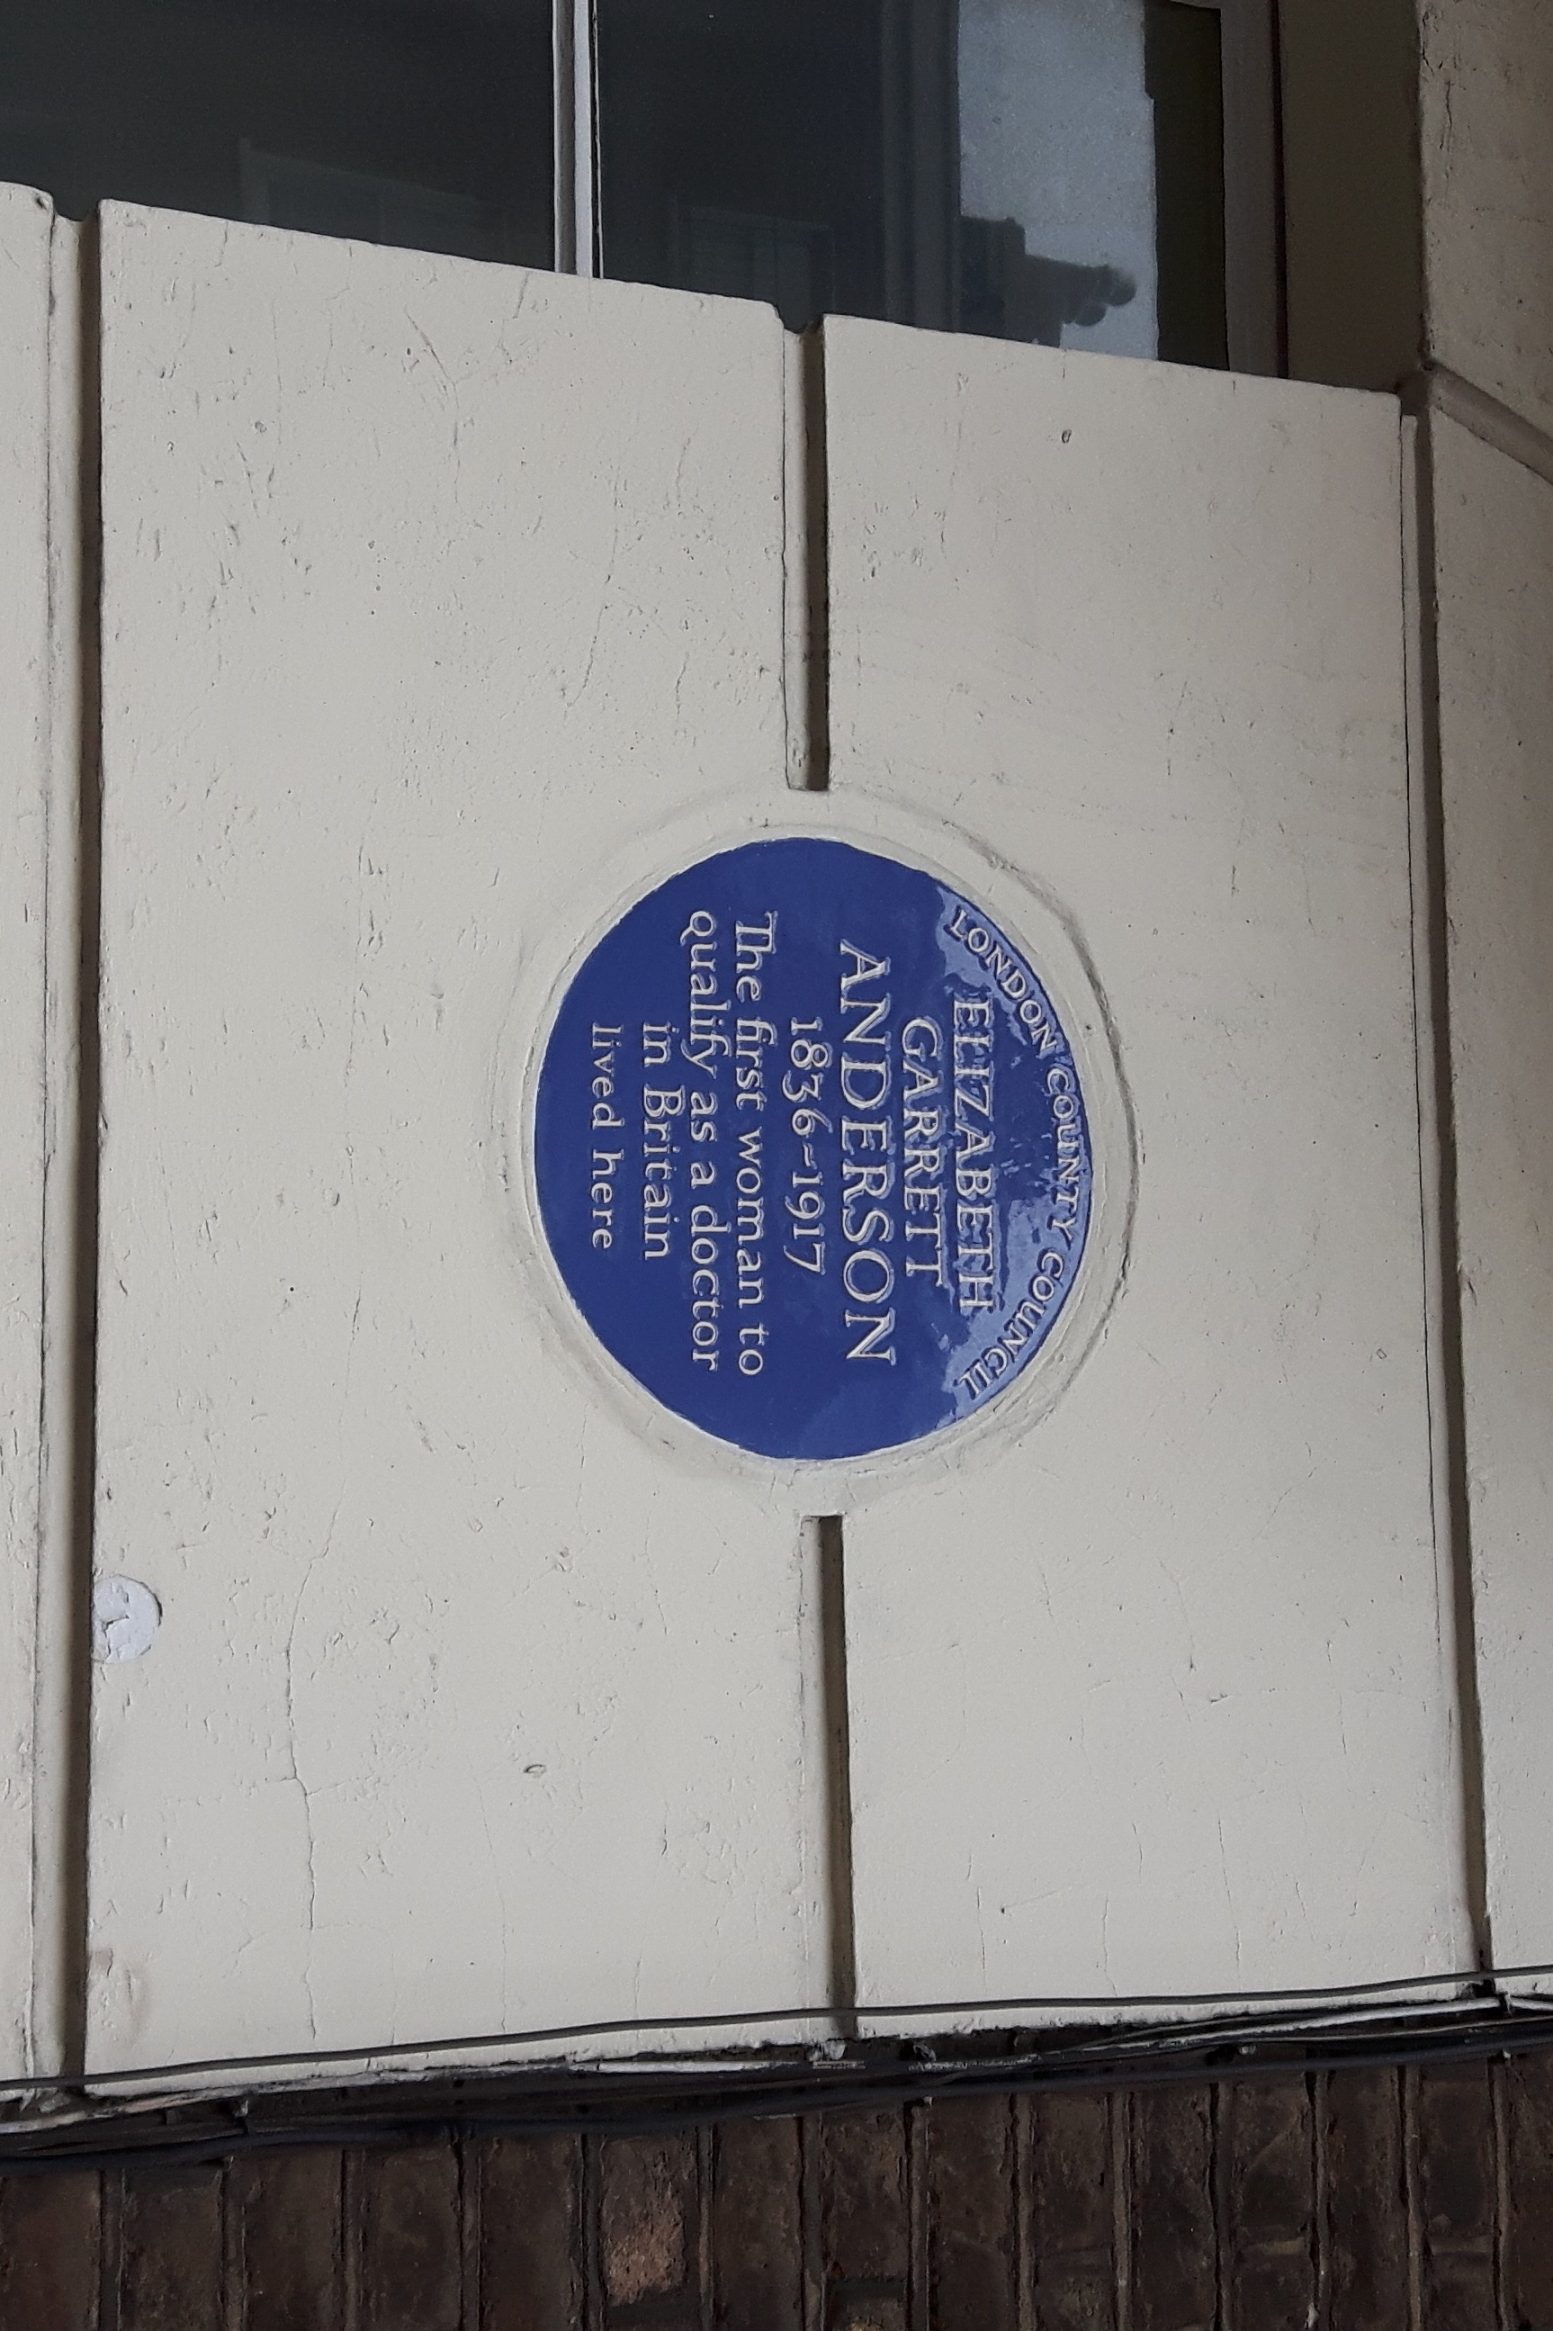 LONDON COUNTY COUNCIL
ELIZABETH
GARRETT
ANDERSON
1836-1917
The first woman to
qualify as a doctor
in Britain
lived here